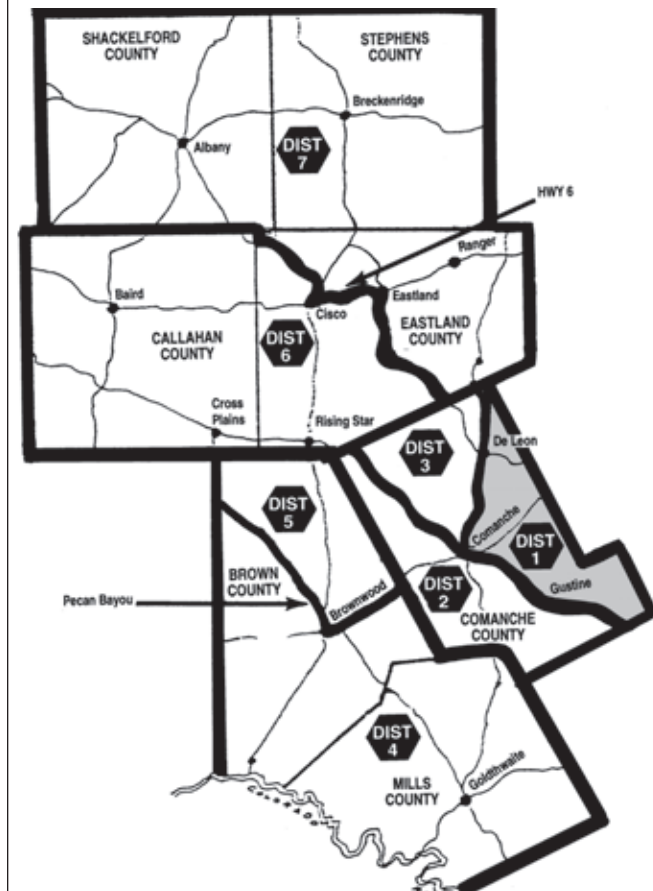 SHACKELFORD
COUNTY
STEPHENS
COUNTY
Breckenridge
Albany
DIST
7
HWY 6
Ranger
Baird
Cisco
Eastland
EASTLAND
COUNTY
CALLAHAN
COUNTY
DIST
6
Cross
Plains
Rising Star
De Leon
DIST
3
DIST
5
Comanche
DIST
1
BROWN
COUNTY
DIST
2
Gustine
Pecan Bayou
Brownwood
COMANCHE
COUNTY
DIST
4
Goldthwaite
MILLS
COUNTY
COLORADO